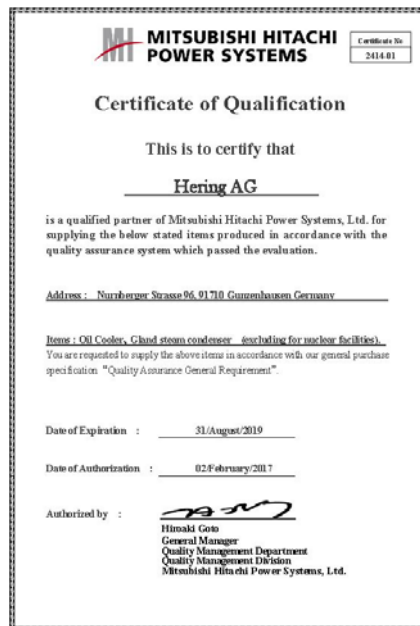 MITSUBISHI HITACHI
POWER SYSTEMS
Certificate No
2414-01
Certificate of Qualification
This is to certify that
Hering AG
is a qualified partner of Mitsubishi Hitachi Power Systems, Ltd. for
supplying the below stated items produced in accordance with the
quality assurance system which passed the evaluation.
Address : Nurnberger Strasse 96, 91710 Gunzenhausen Germany
Items : Oil Cooler, Gland steam condenser (excluding for nuclear facilities).
You are requested to supply the above items in accordance with our general purchase
specification "Quality Assurance General Requirement".
Date of Expiration : 31/August/2019
Date of Authorization : 02/February/2017
Authorized by :
Hiroaki Goto
General Manager
Quality Management Department
Quality Management Division
Mitsubishi Hitachi Power Systems, Ltd.